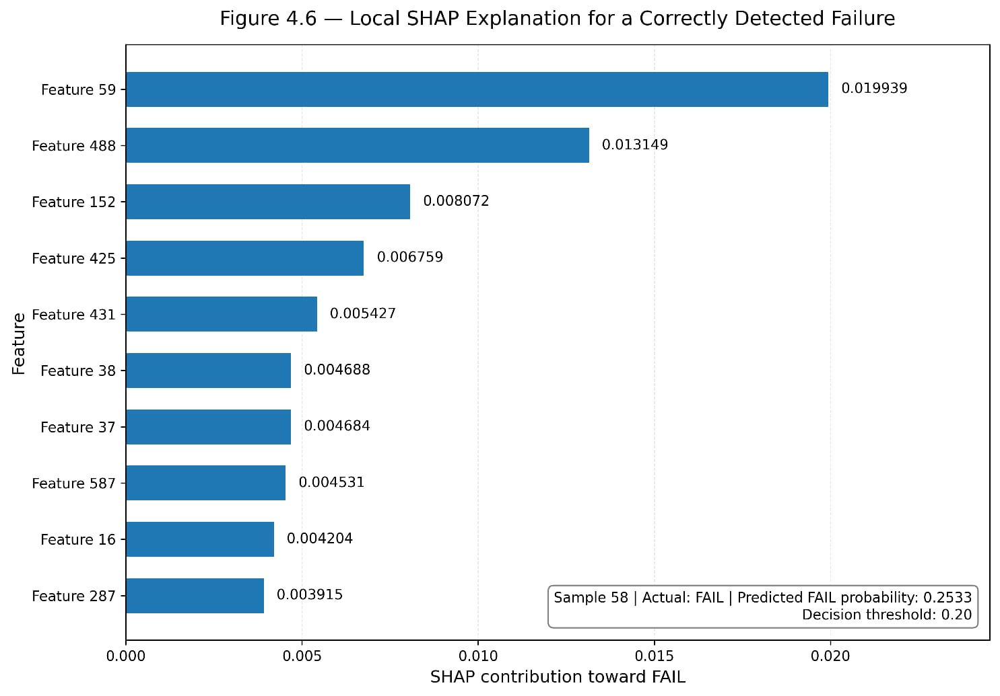 Figure 4.6 — Local SHAP Explanation for a Correctly Detected Failure
Feature
Feature 59
0.019939
Feature 488
0.013149
Feature 152
0.008072
Feature 425
0.006759
Feature 431
0.005427
Feature 38
0.004688
Feature 37
0.004684
Feature 587
0.004531
Feature 16
0.004204
Feature 287
0.003915
Sample 58 | Actual: FAIL | Predicted FAIL probability: 0.2533
Decision threshold: 0.20
0.000
0.005
0.010
0.015
0.020
SHAP contribution toward FAIL